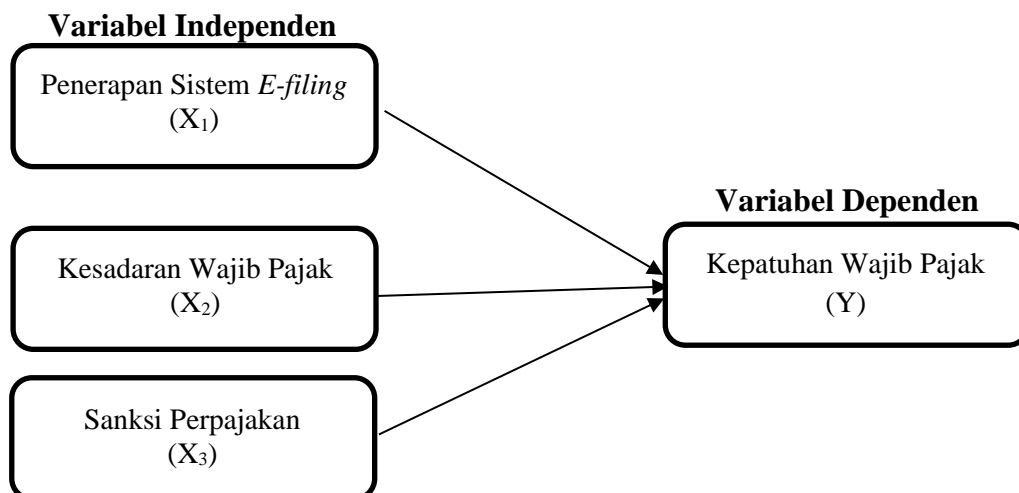 Variabel Independen
Penerapan Sistem E-filing
(X₁)
Kesadaran Wajib Pajak
(X₂)
Sanksi Perpajakan
(X₃)
Variabel Dependen
Kepatuhan Wajib Pajak
(Y)